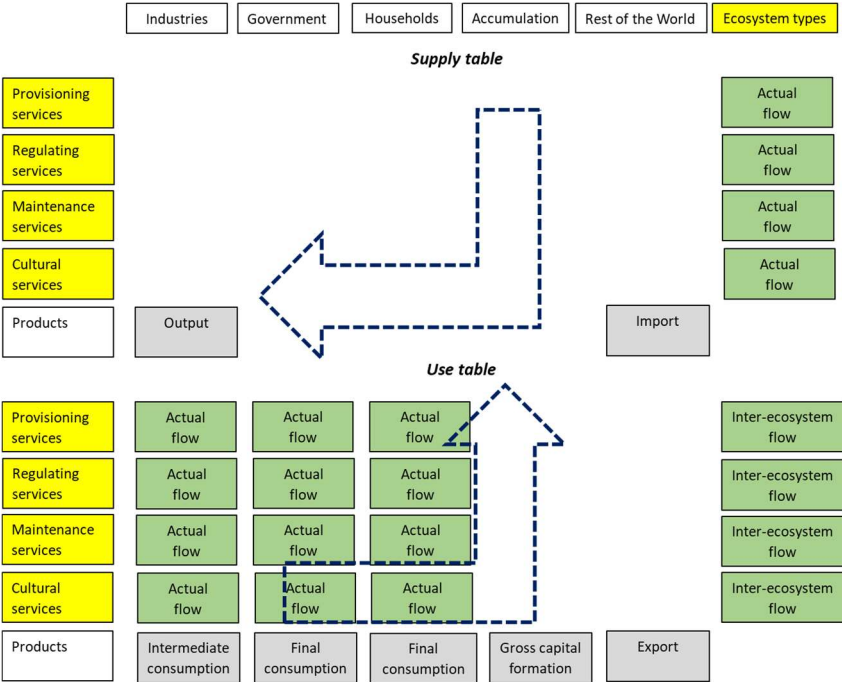 Industries Government Households Accumulation Rest of the World Ecosystem types
Supply table
Provisioning services Actual flow
Regulating services Actual flow
Maintenance services Actual flow
Cultural services Actual flow
Products Output Import
Use table
Provisioning services Actual flow Actual flow Actual flow Inter-ecosystem flow
Regulating services Actual flow Actual flow Actual flow Inter-ecosystem flow
Maintenance services Actual flow Actual flow Actual flow Inter-ecosystem flow
Cultural services Actual flow Actual flow Actual flow Inter-ecosystem flow
Products Intermediate consumption Final consumption Final consumption Gross capital formation Export